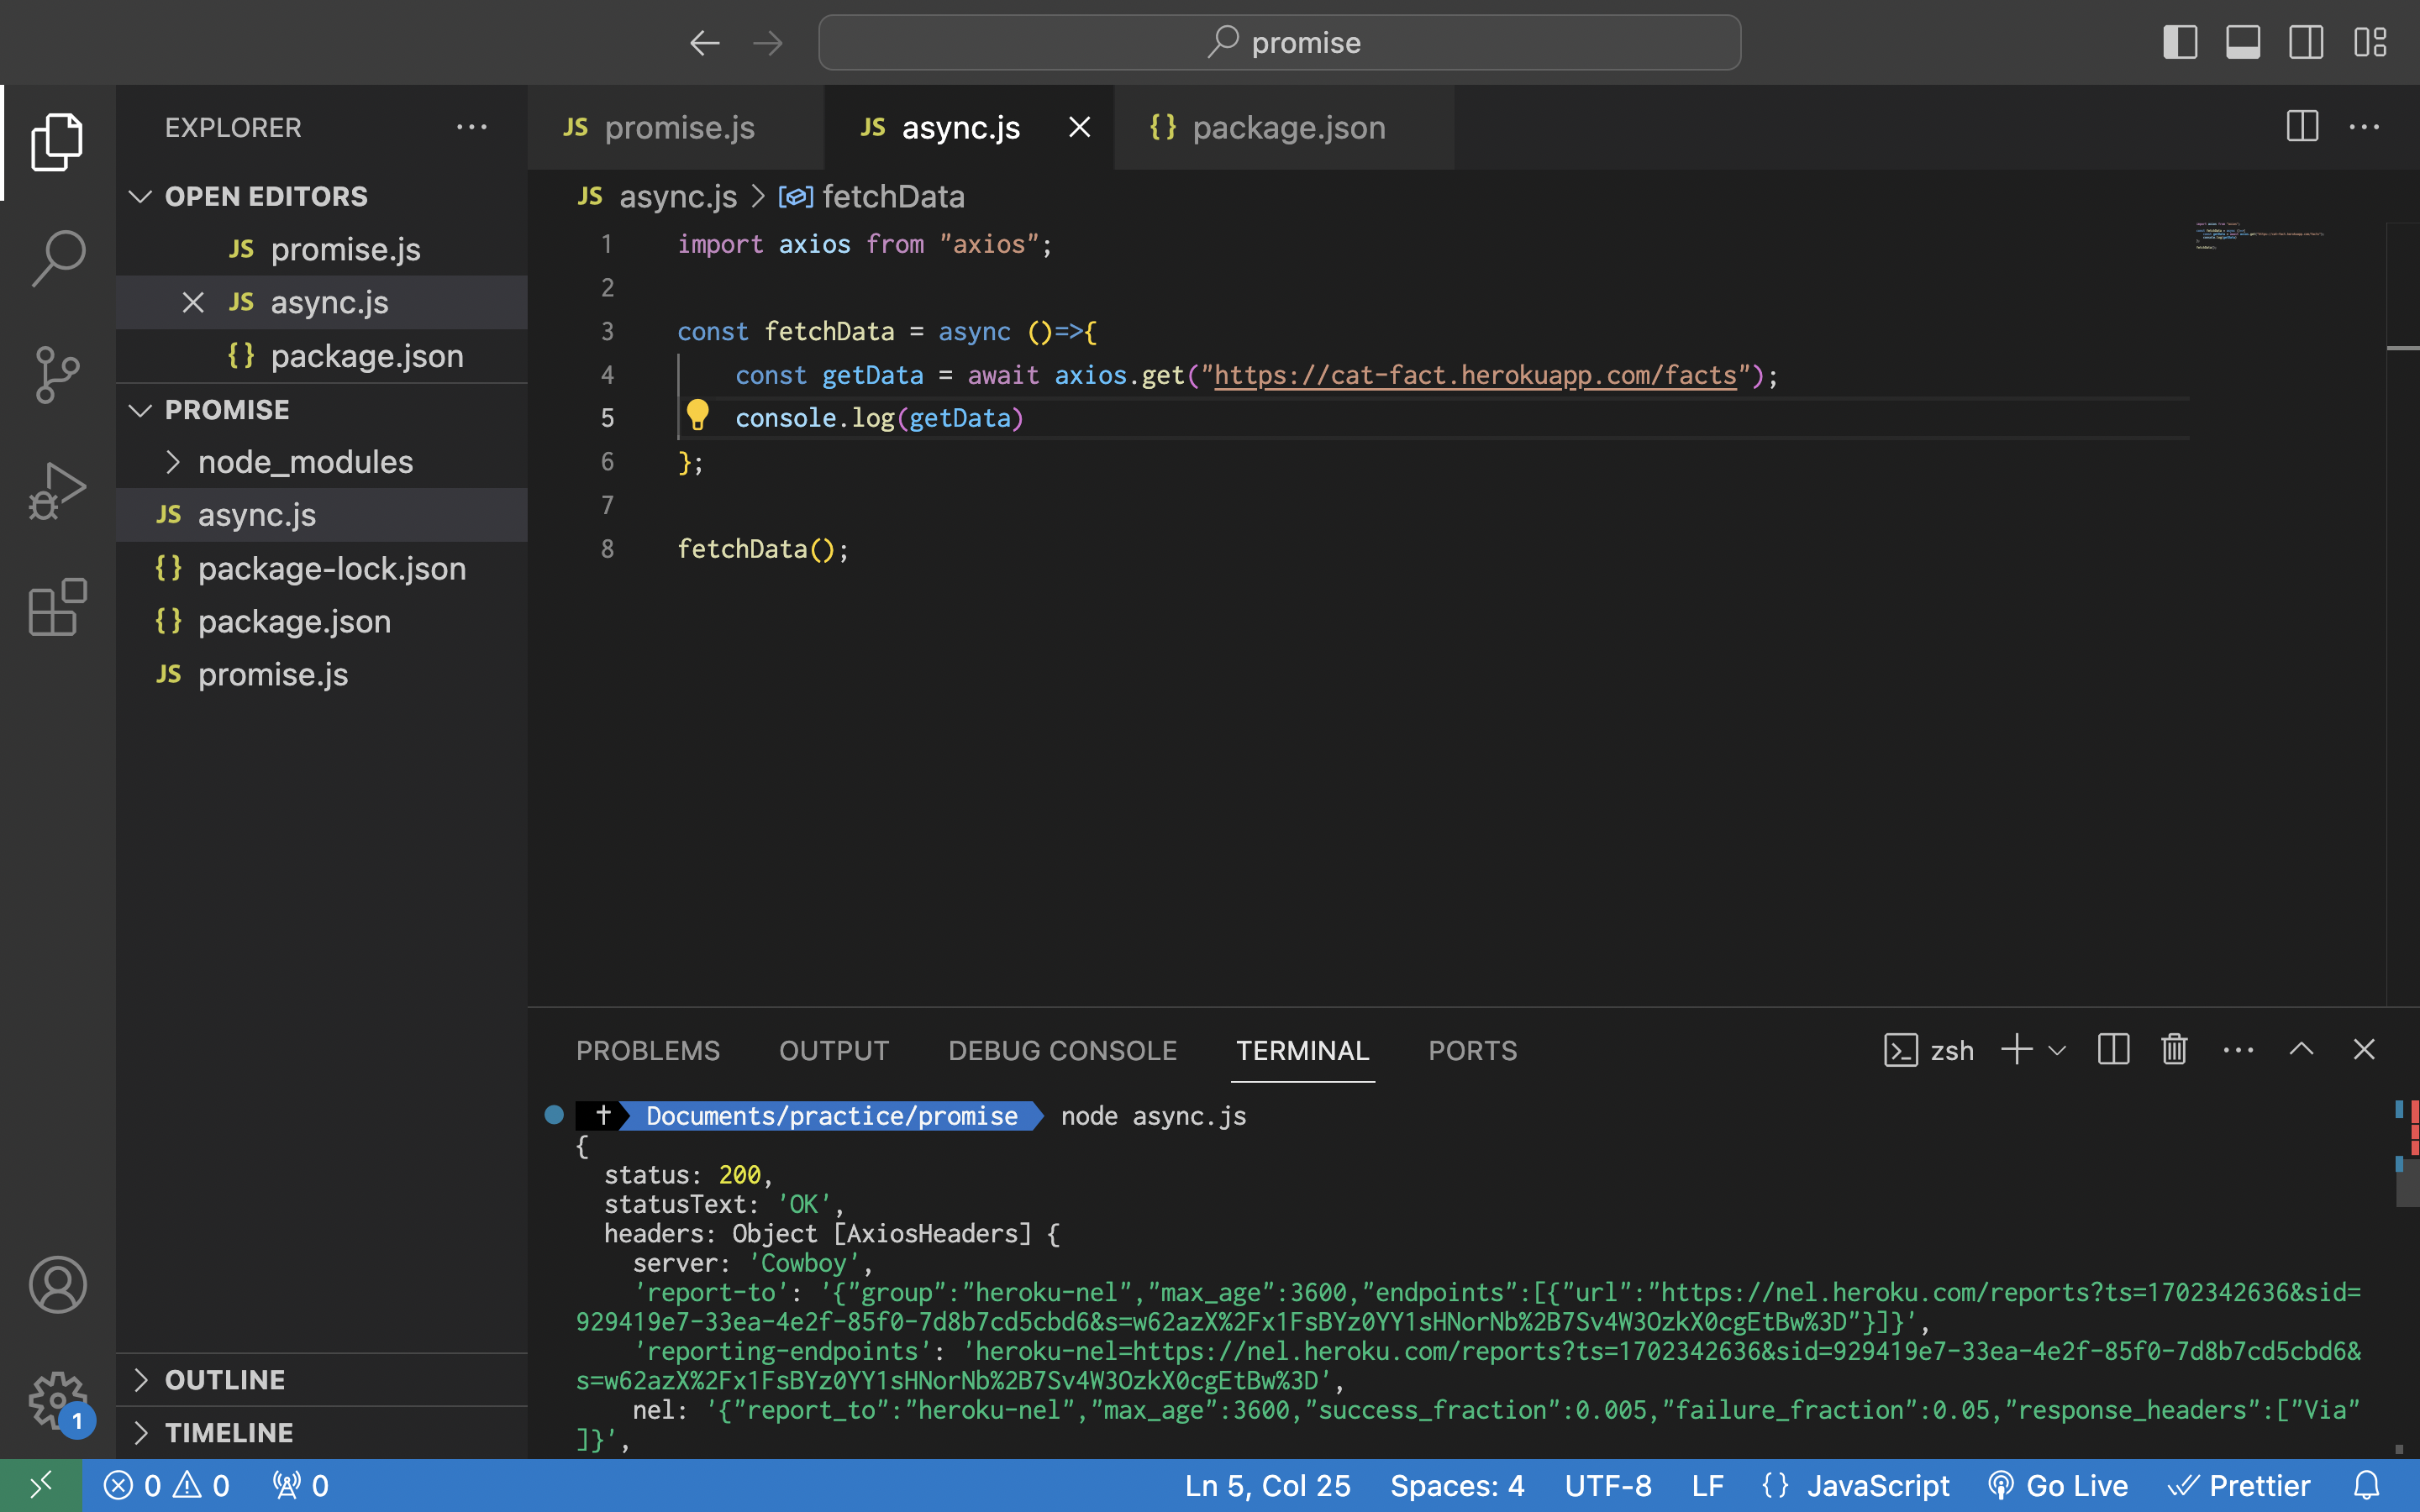 promise
EXPLORER
OPEN EDITORS
JS promise.js
JS async.js
{} package.json
PROMISE
node_modules
JS async.js
{} package-lock.json
{} package.json
JS promise.js
OUTLINE
TIMELINE
1
JS promise.js
JS async.js
{} package.json
JS async.js > fetchData
1 import axios from "axios";
2
3 const fetchData = async ()=>{
4 const getData = await axios.get("https://cat-fact.herokuapp.com/facts");
5 console.log(getData)
6 };
7
8 fetchData();
PROBLEMS OUTPUT DEBUG CONSOLE TERMINAL PORTS
zsh
Documents/practice/promise node async.js
{
status: 200,
statusText: 'OK',
headers: Object [AxiosHeaders] {
server: 'Cowboy',
'report-to': '{"group":"heroku-nel","max_age":3600,"endpoints":[{"url":"https://nel.heroku.com/reports?ts=1702342636&sid=
929419e7-33ea-4e2f-85f0-7d8b7cd5cbd6&s=w62azX%2Fx1FsBYz0YY1sHNorNb%2B7Sv4W3OzkX0cgEtBw%3D"}]}',
'reporting-endpoints': 'heroku-nel=https://nel.heroku.com/reports?ts=1702342636&sid=929419e7-33ea-4e2f-85f0-7d8b7cd5cbd6&
s=w62azX%2Fx1FsBYz0YY1sHNorNb%2B7Sv4W3OzkX0cgEtBw%3D',
nel: '{"report_to":"heroku-nel","max_age":3600,"success_fraction":0.005,"failure_fraction":0.05,"response_headers":["Via"
]}',
0 0 0
Ln 5, Col 25 Spaces: 4 UTF-8 LF {} JavaScript Go Live Prettier